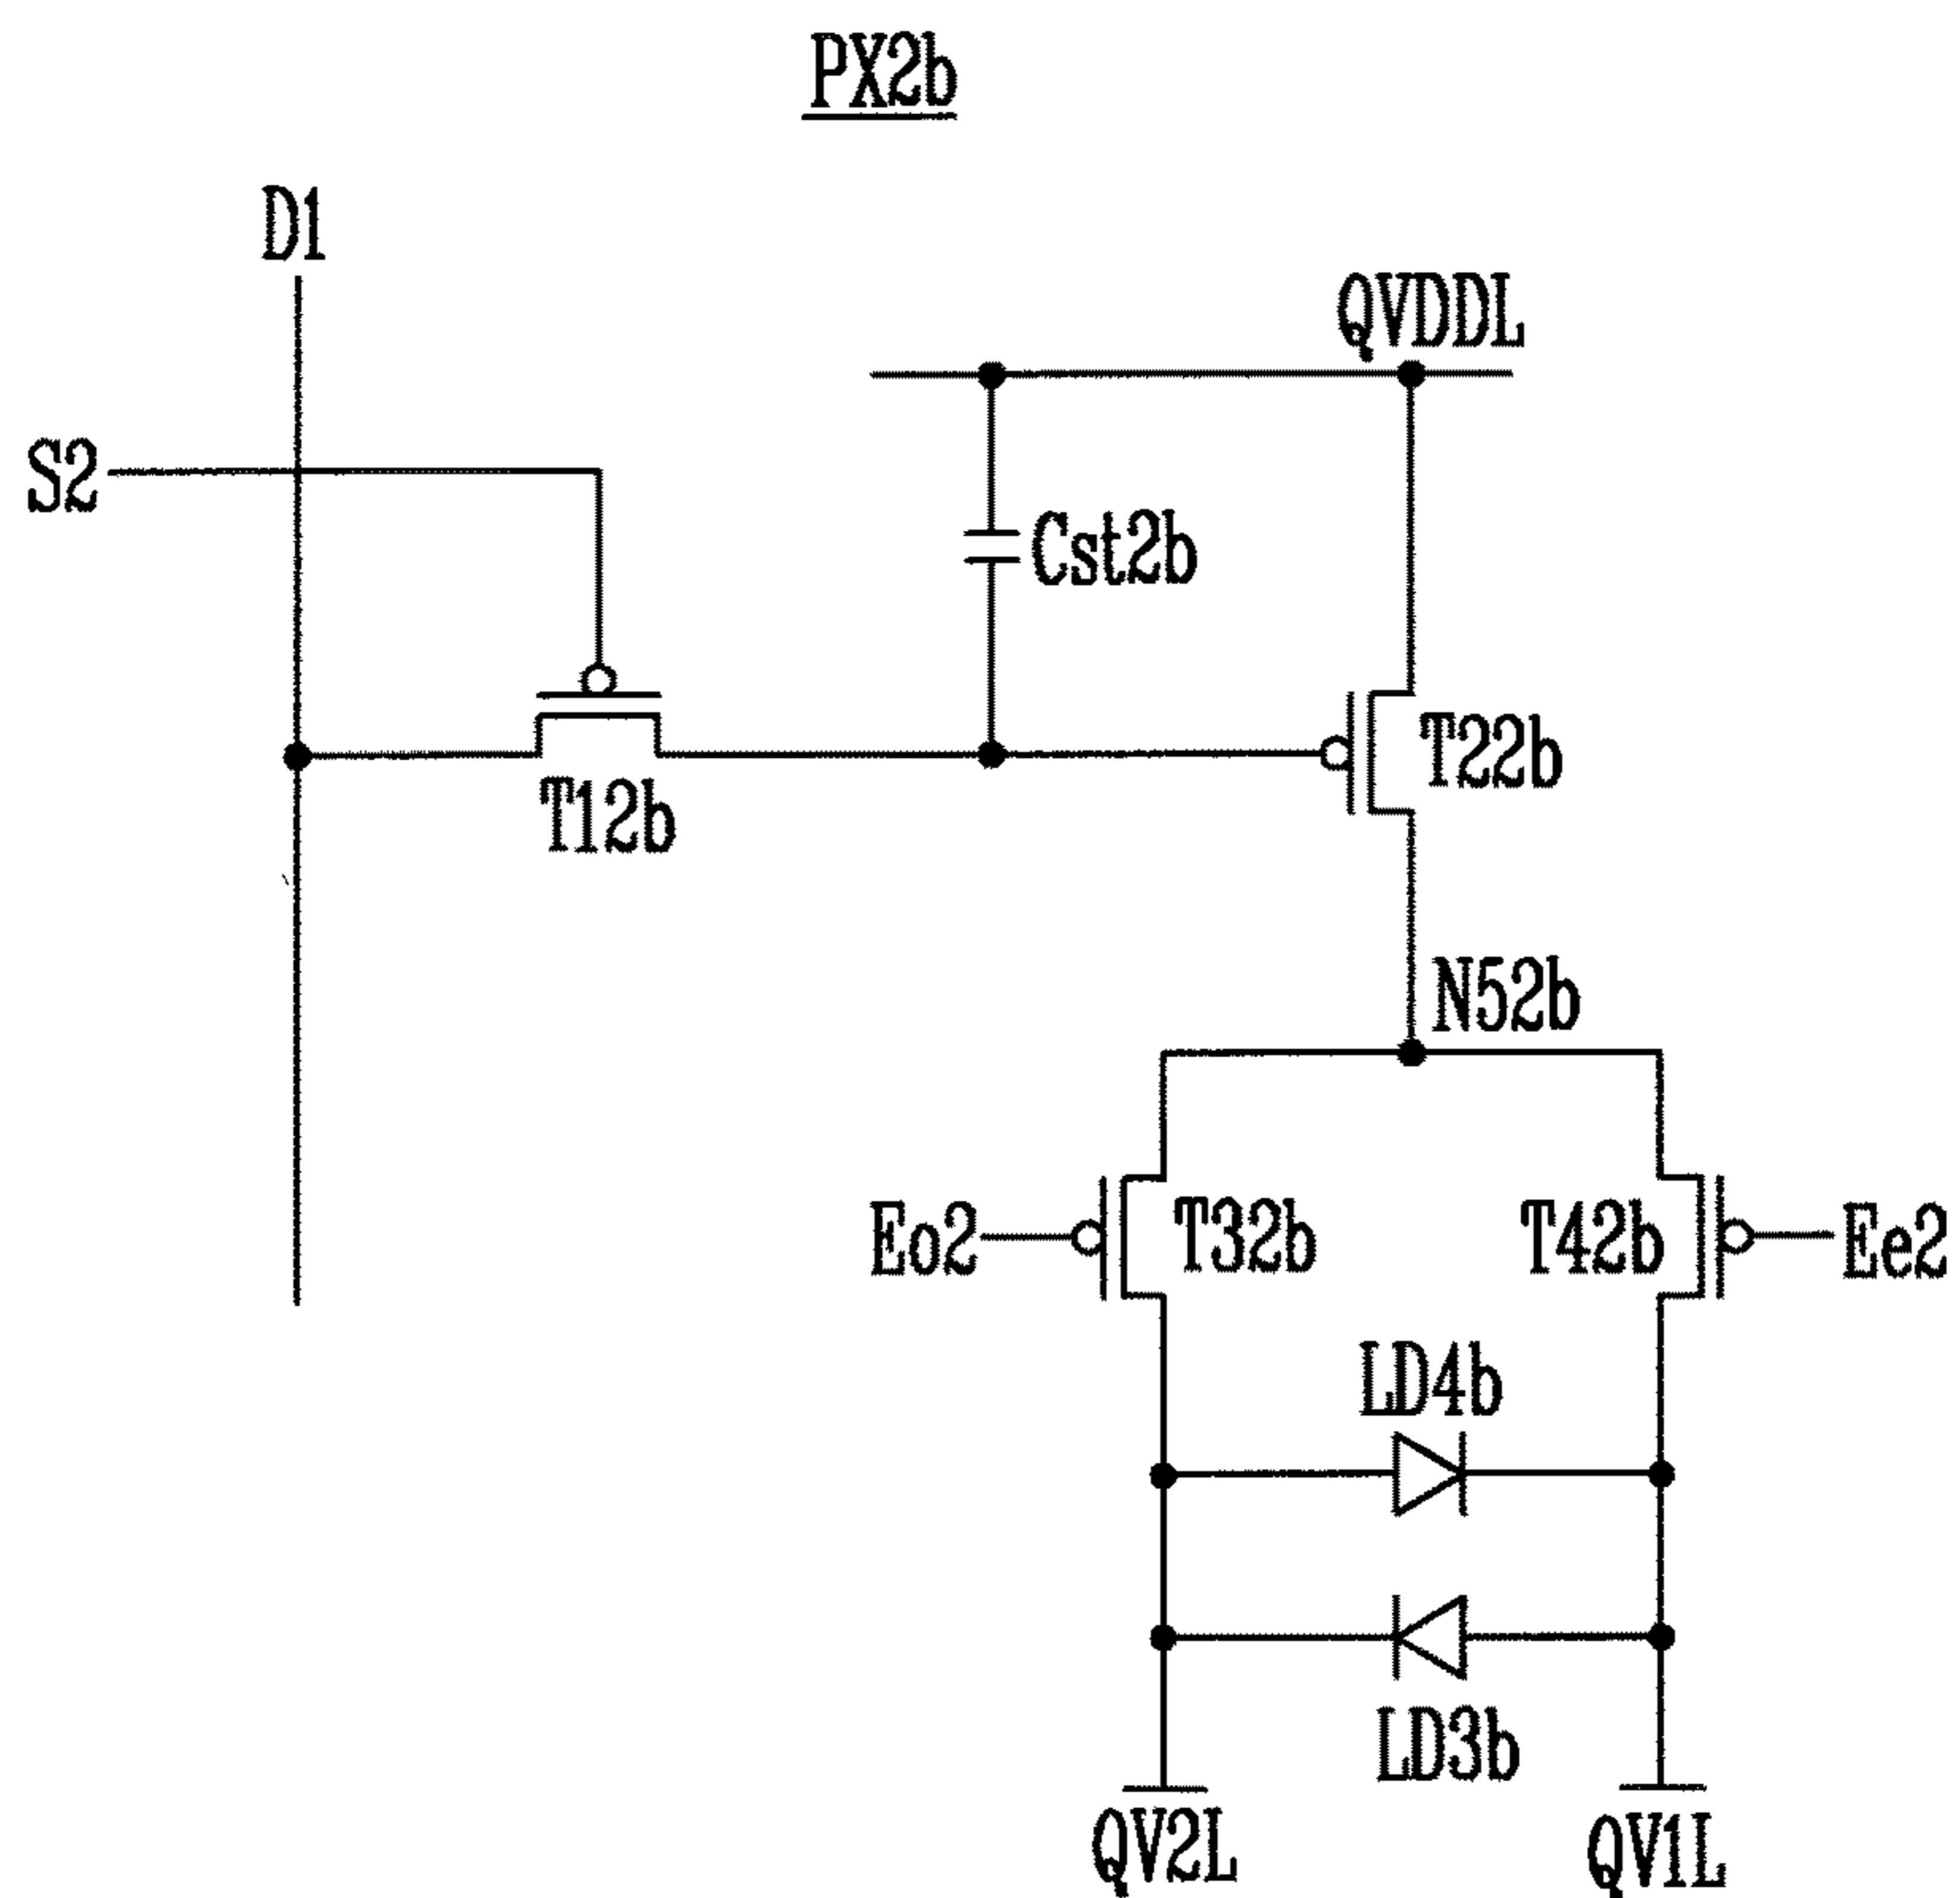 PX2b
D1
QVDDL
S2
Cst2b
T22b
T12b
N52b
Eo2
T32b
T42b
Ee2
LD4b
LD3b
QV2L
QV1L